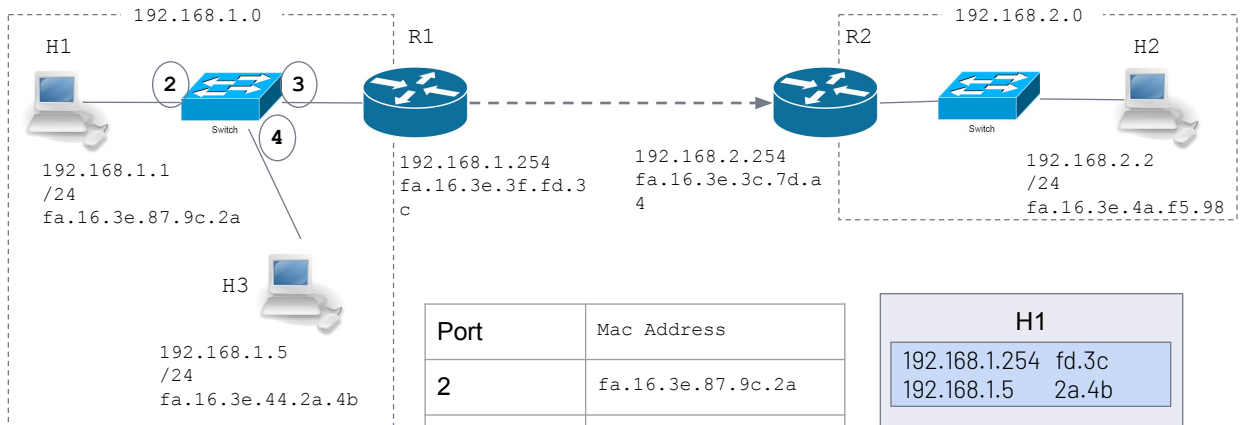 192.168.1.0
192.168.2.0
H1
R1
R2
H2
2
3
4
Switch
Switch
192.168.1.1
/24
fa.16.3e.87.9c.2a
192.168.1.254
fa.16.3e.3f.fd.3
c
192.168.2.254
fa.16.3e.3c.7d.a
4
192.168.2.2
/24
fa.16.3e.4a.f5.98
H3
192.168.1.5
/24
fa.16.3e.44.2a.4b
Port Mac Address
2 fa.16.3e.87.9c.2a
H1
192.168.1.254 fd.3c
192.168.1.5 2a.4b